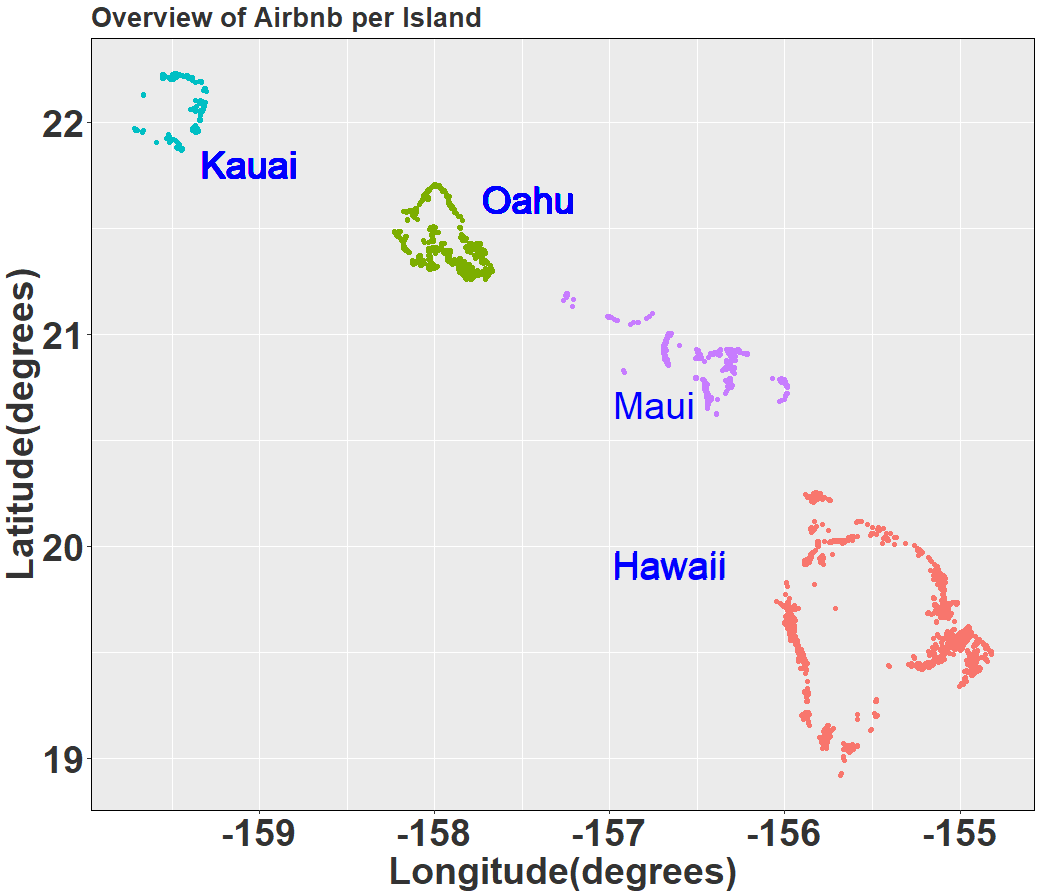 Overview of Airbnb per Island
22
21
20
19
Latitude(degrees)
Kauai
Oahu
Maui
Hawaii
-159 -158 -157 -156 -155
Longitude(degrees)